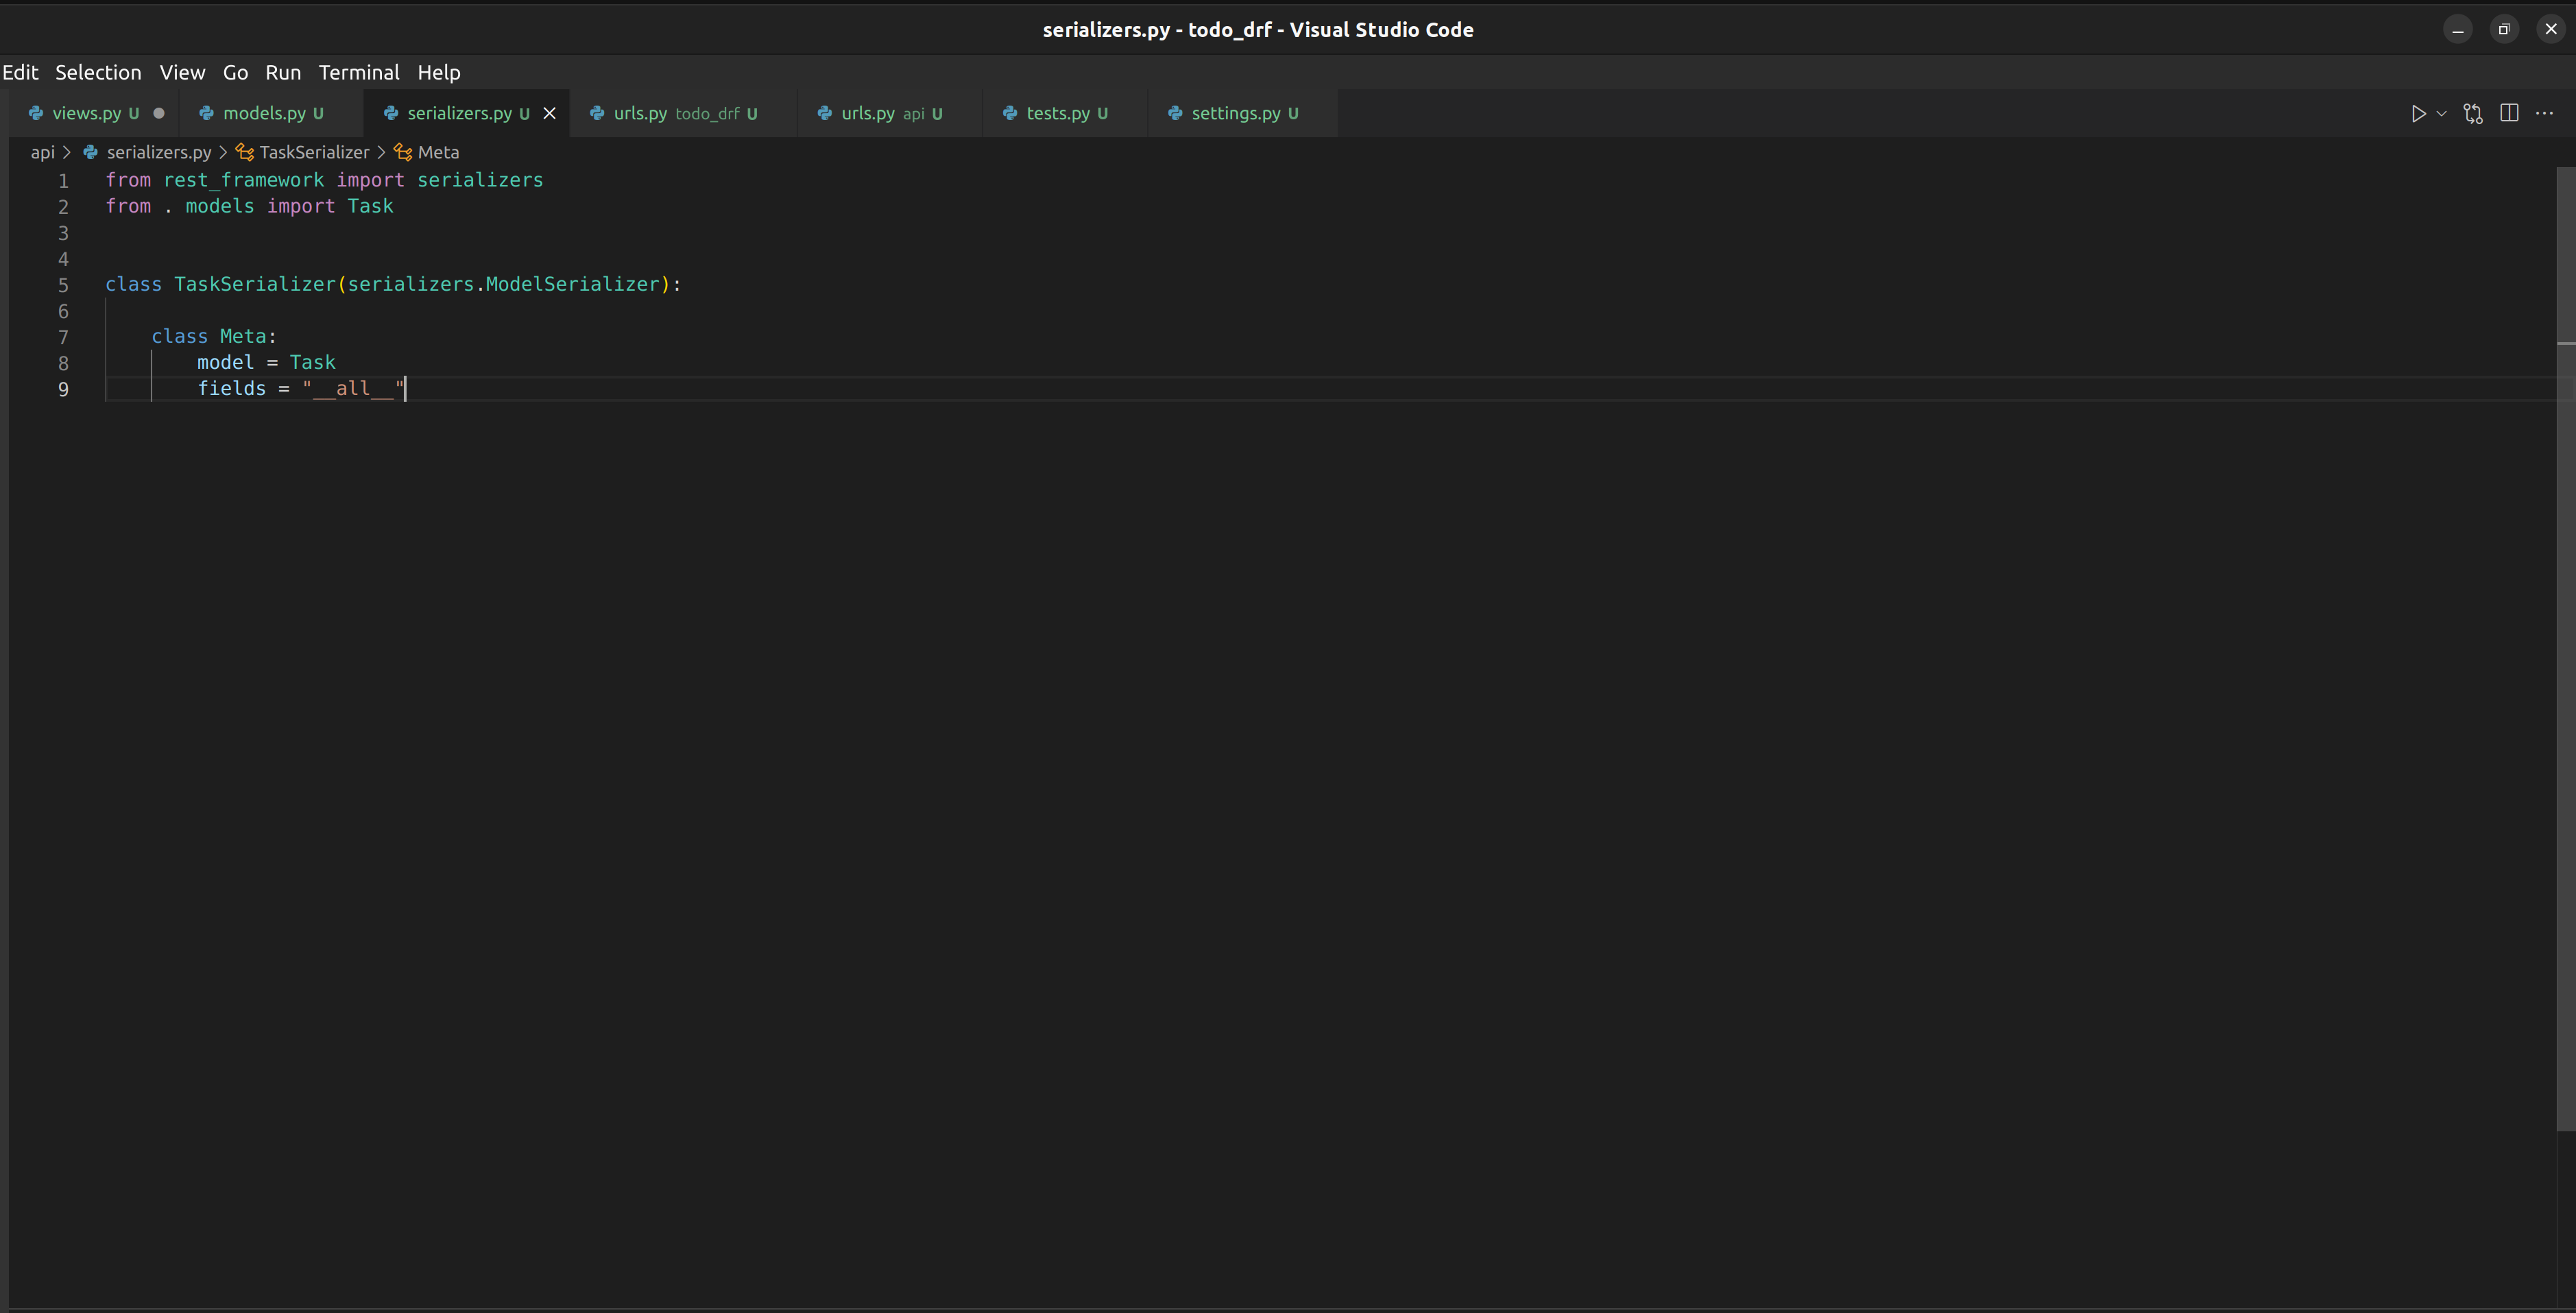 serializers.py - todo_drf - Visual Studio Code
Edit Selection View Go Run Terminal Help
views.py U models.py U serializers.py U urls.py todo_drf U urls.py api U tests.py U settings.py U
api > serializers.py > TaskSerializer > Meta
1 from rest_framework import serializers
2 from . models import Task
3
4
5 class TaskSerializer(serializers.ModelSerializer):
6
7     class Meta:
8         model = Task
9         fields = "__all__"